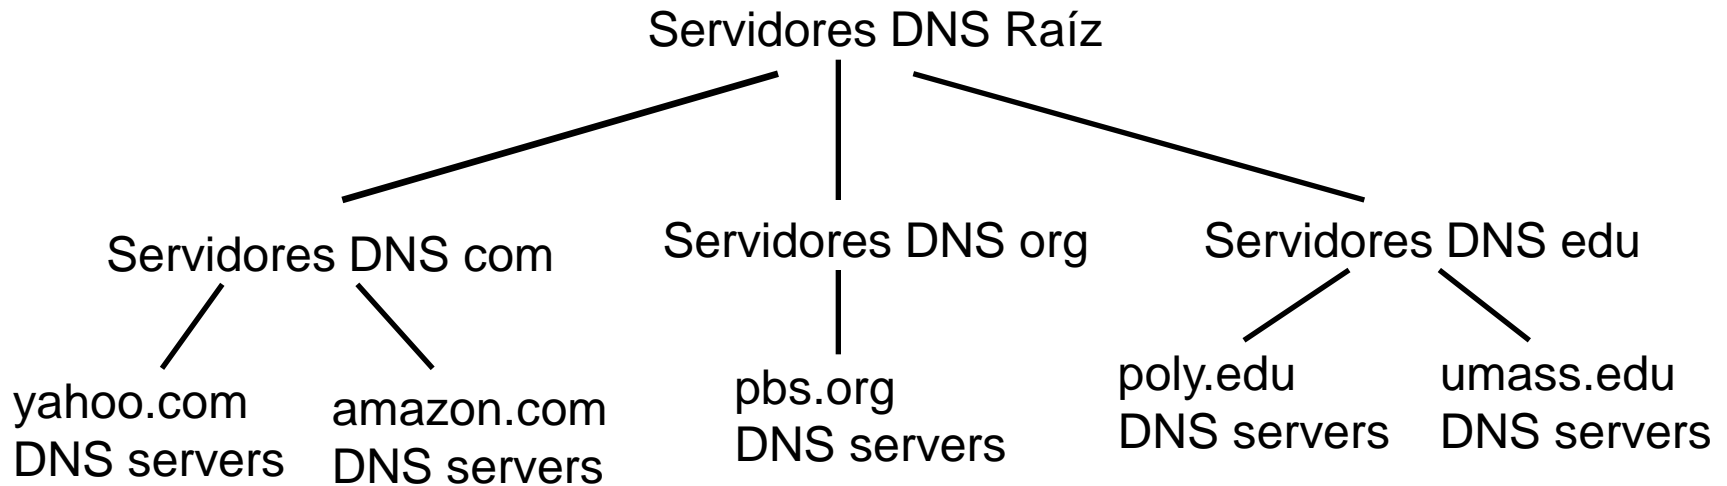 Servidores DNS Raíz
Servidores DNS com
Servidores DNS org
Servidores DNS edu
yahoo.com
DNS servers
amazon.com
DNS servers
pbs.org
DNS servers
poly.edu
DNS servers
umass.edu
DNS servers